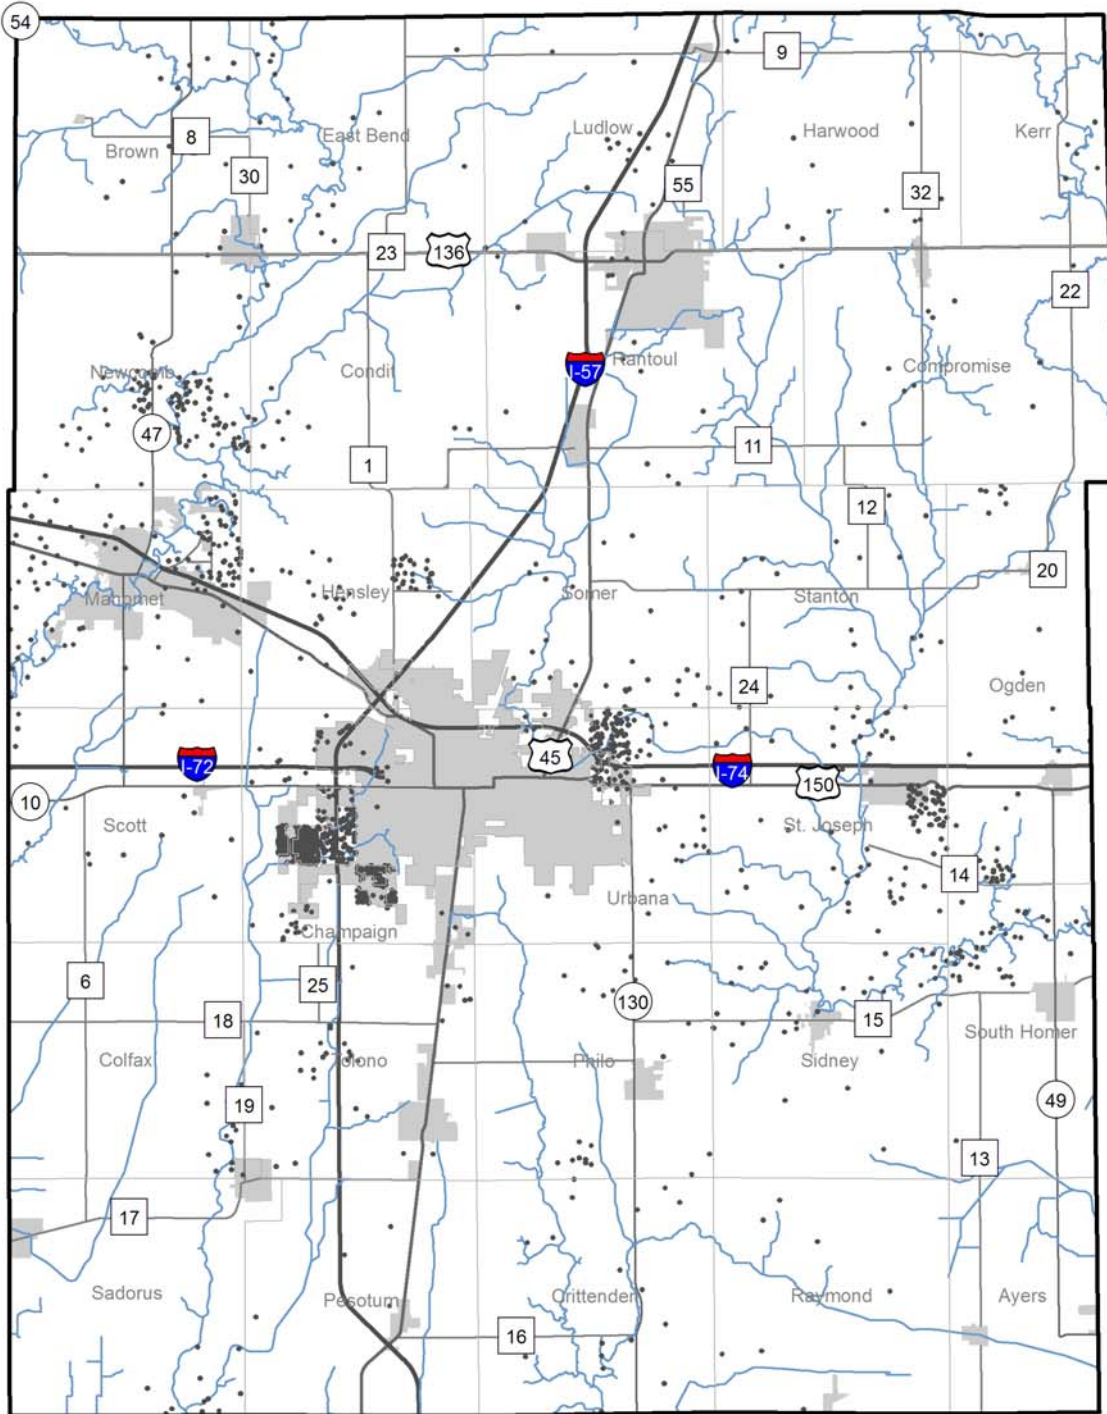 54
9
8
Brown
East Bend
Ludlow
Harwood
Kerr
30
55
32
23
136
22
Newcomb
Condit
I-57
Rantoul
Compromise
47
1
11
12
20
Mahomet
Hensley
Somer
Stanton
24
Ogden
I-72
45
I-74
150
10
Scott
St. Joseph
14
Urbana
Champaign
6
25
130
18
15
South Homer
Colfax
Tolono
Philo
Sidney
19
49
13
17
Sadorus
Pesotum
Crittenden
Raymond
Ayers
16